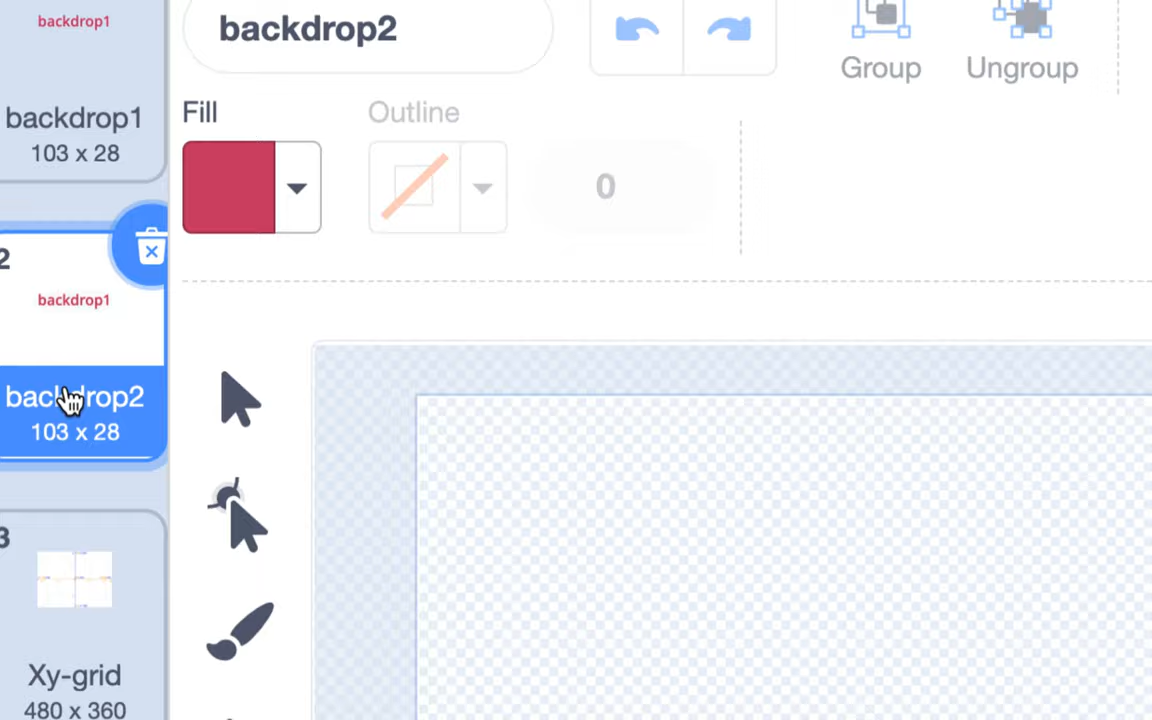 backdrop1
backdrop1
103 x 28
2
backdrop1
backdrop2
103 x 28
3
Xy-grid
480 x 360
backdrop2
Group
Ungroup
Fill
Outline
0